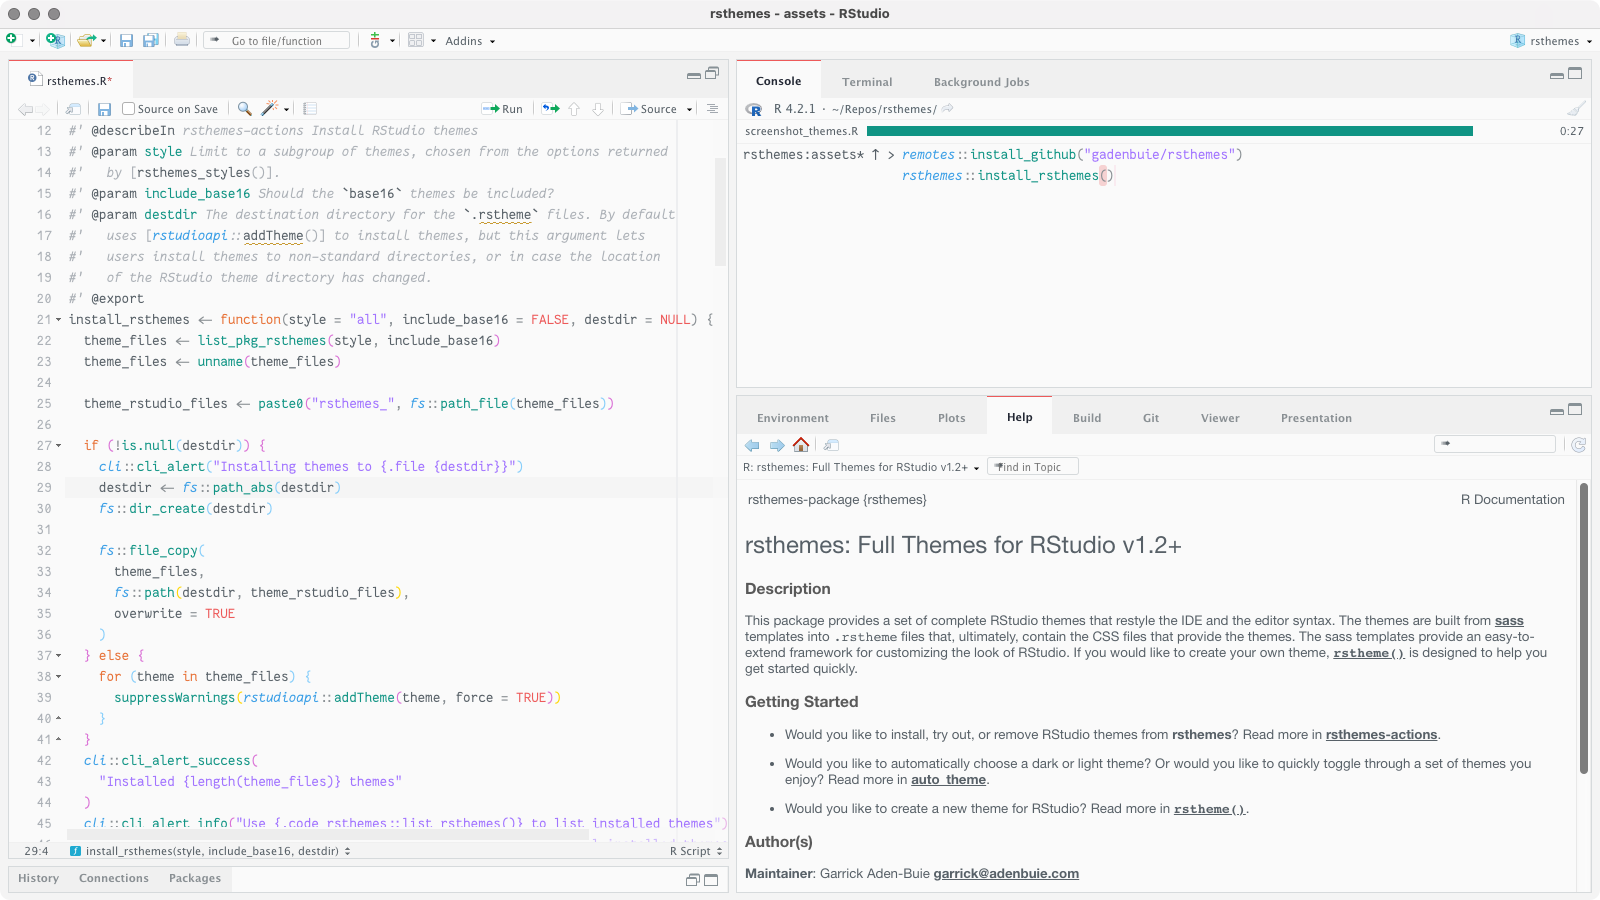 rsthemes - assets - RStudio
Go to file/function
Addins
rsthemes
rsthemes.R*
Source on Save
Run
Source
12 #' @describeIn rsthemes-actions Install RStudio themes
13 #' @param style Limit to a subgroup of themes, chosen from the options returned
14 #'   by [rsthemes_styles()].
15 #' @param include_base16 Should the `base16` themes be included?
16 #' @param destdir The destination directory for the `.rstheme` files. By default
17 #'   uses [rstudioapi::addTheme()] to install themes, but this argument lets
18 #'   users install themes to non-standard directories, or in case the location
19 #'   of the RStudio theme directory has changed.
20 #' @export
21 install_rsthemes <- function(style = "all", include_base16 = FALSE, destdir = NULL) {
22   theme_files <- list_pkg_rsthemes(style, include_base16)
23   theme_files <- unname(theme_files)
24
25   theme_rstudio_files <- paste0("rsthemes_", fs::path_file(theme_files))
26
27   if (!is.null(destdir)) {
28     cli::cli_alert("Installing themes to {.file {destdir}}")
29     destdir <- fs::path_abs(destdir)
30     fs::dir_create(destdir)
31
32     fs::file_copy(
33       theme_files,
34       fs::path(destdir, theme_rstudio_files),
35       overwrite = TRUE
36     )
37   } else {
38     for (theme in theme_files) {
39       suppressWarnings(rstudioapi::addTheme(theme, force = TRUE))
40     }
41   }
42   cli::cli_alert_success(
43     "Installed {length(theme_files)} themes"
44   )
45   cli::cli_alert_info("Use {.code rsthemes::list_rsthemes()} to list installed themes")
29:4 install_rsthemes(style, include_base16, destdir) R Script
History Connections Packages
Console Terminal Background Jobs
R 4.2.1 · ~/Repos/rsthemes/
screenshot_themes.R 0:27
rsthemes:assets* ↑ > remotes::install_github("gadenbuie/rsthemes")
rsthemes::install_rsthemes()
Environment Files Plots Help Build Git Viewer Presentation
R: rsthemes: Full Themes for RStudio v1.2+ Find in Topic
rsthemes-package {rsthemes} R Documentation
rsthemes: Full Themes for RStudio v1.2+
Description
This package provides a set of complete RStudio themes that restyle the IDE and the editor syntax. The themes are built from sass
templates into .rstheme files that, ultimately, contain the CSS files that provide the themes. The sass templates provide an easy-to-
extend framework for customizing the look of RStudio. If you would like to create your own theme, rstheme() is designed to help you
get started quickly.
Getting Started
• Would you like to install, try out, or remove RStudio themes from rsthemes? Read more in rsthemes-actions.
• Would you like to automatically choose a dark or light theme? Or would you like to quickly toggle through a set of themes you
enjoy? Read more in auto_theme.
• Would you like to create a new theme for RStudio? Read more in rstheme().
Author(s)
Maintainer: Garrick Aden-Buie garrick@adenbuie.com